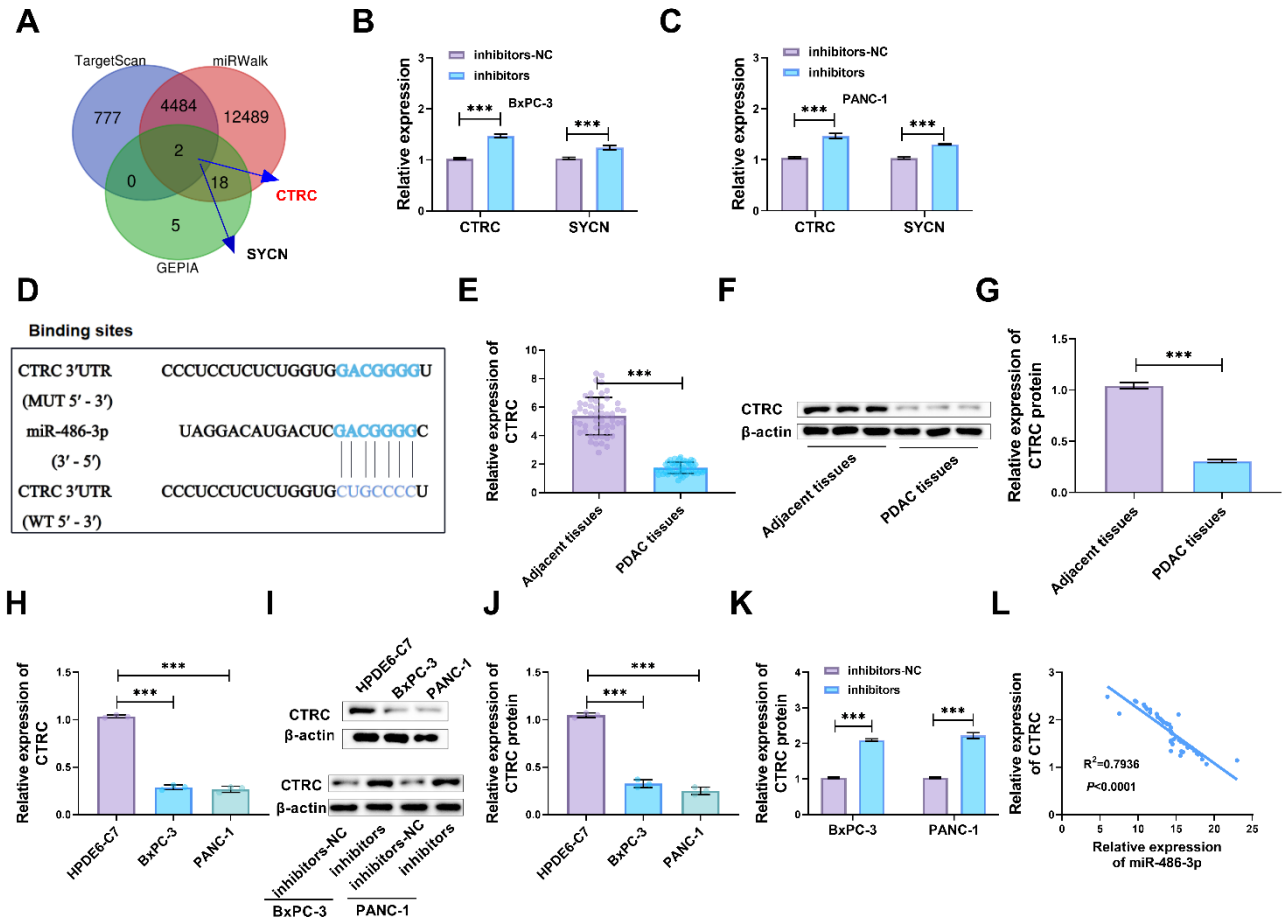 A
TargetScan
miRWalk
777
4484
12489
2
0
18
CTRC
5
SYCN
GEPIA
B
Relative expression
inhibitors-NC
inhibitors
BxPC-3
***
***
3
2
1
0
CTRC
SYCN
C
Relative expression
inhibitors-NC
inhibitors
PANC-1
***
***
3
2
1
0
CTRC
SYCN
D
Binding sites
CTRC 3'UTR
CCCUCCUCUCUGGUGGACGGGGU
(MUT 5' - 3')
miR-486-3p
UAGGACAUGACUCGACGGGGC
(3' - 5')
CTRC 3'UTR
CCCUCCUCUCUGGUGCUGCCCCU
(WT 5' - 3')
E
Relative expression of
CTRC
10
8
6
4
2
0
***
Adjacent tissues
PDAC tissues
F
CTRC
β-actin
Adjacent tissues
PDAC tissues
G
Relative expression of
CTRC protein
1.5
1.0
0.5
0.0
***
Adjacent tissues
PDAC tissues
H
Relative expression of
CTRC
1.5
1.0
0.5
0.0
***
***
HPDE6-C7
BxPC-3
PANC-1
I
HPDE6-C7
BxPC-3
PANC-1
CTRC
β-actin
CTRC
β-actin
inhibitors-NC
inhibitors
inhibitors-NC
inhibitors
BxPC-3
PANC-1
J
Relative expression of
CTRC protein
1.5
1.0
0.5
0.0
***
***
HPDE6-C7
BxPC-3
PANC-1
K
Relative expression of
CTRC protein
inhibitors-NC
inhibitors
4
3
2
1
0
***
***
BxPC-3
PANC-1
L
Relative expression
of CTRC
3
2
1
0
R²=0.7936
P<0.0001
0
5
10
15
20
25
Relative expression
of miR-486-3p